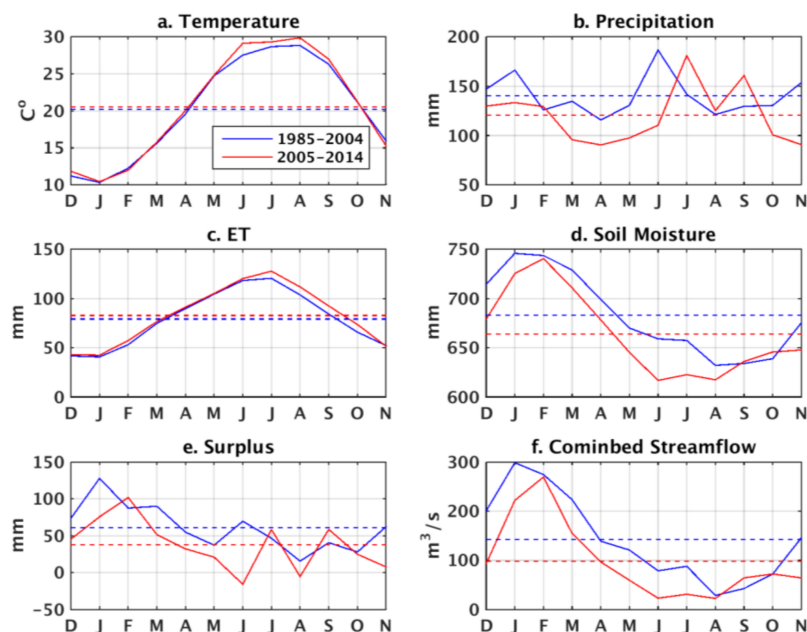 a. Temperature
30
25
20
15
10
C°
1985-2004
2005-2014
D J F M A M J J A S O N
b. Precipitation
200
150
100
50
mm
D J F M A M J J A S O N
c. ET
150
100
50
0
mm
D J F M A M J J A S O N
d. Soil Moisture
750
700
650
600
mm
D J F M A M J J A S O N
e. Surplus
150
100
50
0
-50
mm
D J F M A M J J A S O N
f. Cominbed Streamflow
300
200
100
0
m³/s
D J F M A M J J A S O N